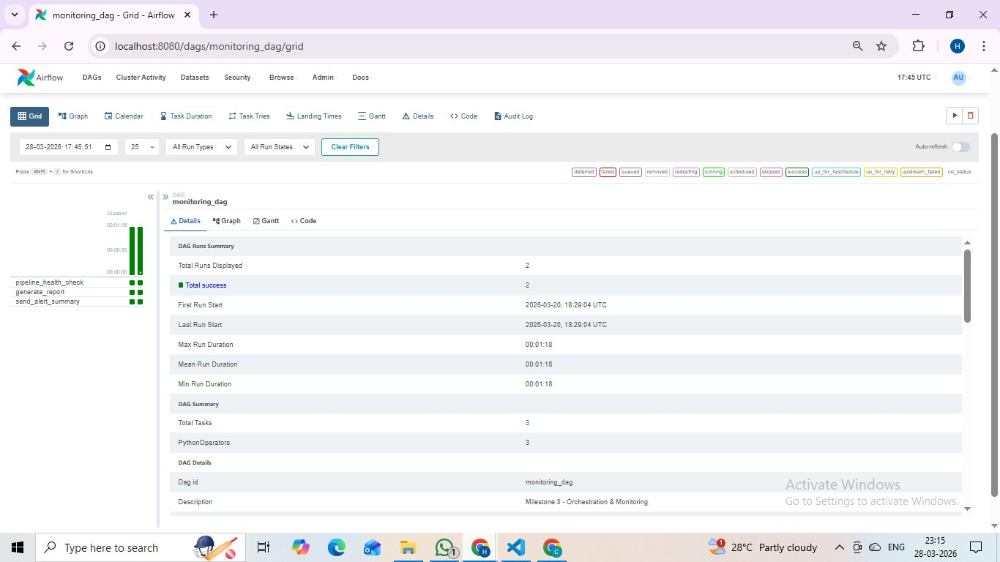 monitoring_dag - Grid - Airflow
localhost:8080/dags/monitoring_dag/grid
H
Airflow DAGs Cluster Activity Datasets Security Browse Admin Docs 17:45 UTC AU
Grid Graph Calendar Task Duration Task Tries Landing Times Gantt Details <> Code Audit Log
28-03-2026 17:45:51 25 All Run Types All Run States Clear Filters Auto-refresh
Press shift + / for Shortcuts deferred failed queued removed restarting running scheduled skipped success up_for_reschedule up_for_retry upstream_failed no_status
DAG
monitoring_dag
Duration
00:01:18
00:00:39
00:00:00
pipeline_health_check
generate_report
send_alert_summary
Details Graph Gantt <> Code
DAG Runs Summary
Total Runs Displayed 2
Total success 2
First Run Start 2026-03-20, 18:29:04 UTC
Last Run Start 2026-03-20, 18:29:04 UTC
Max Run Duration 00:01:18
Mean Run Duration 00:01:18
Min Run Duration 00:01:18
DAG Summary
Total Tasks 3
PythonOperators 3
DAG Details
Dag id monitoring_dag
Description Milestone 3 - Orchestration & Monitoring
Activate Windows
Go to Settings to activate Windows.
Type here to search 1 H C 1 28°C Partly cloudy ENG 23:15
28-03-2026